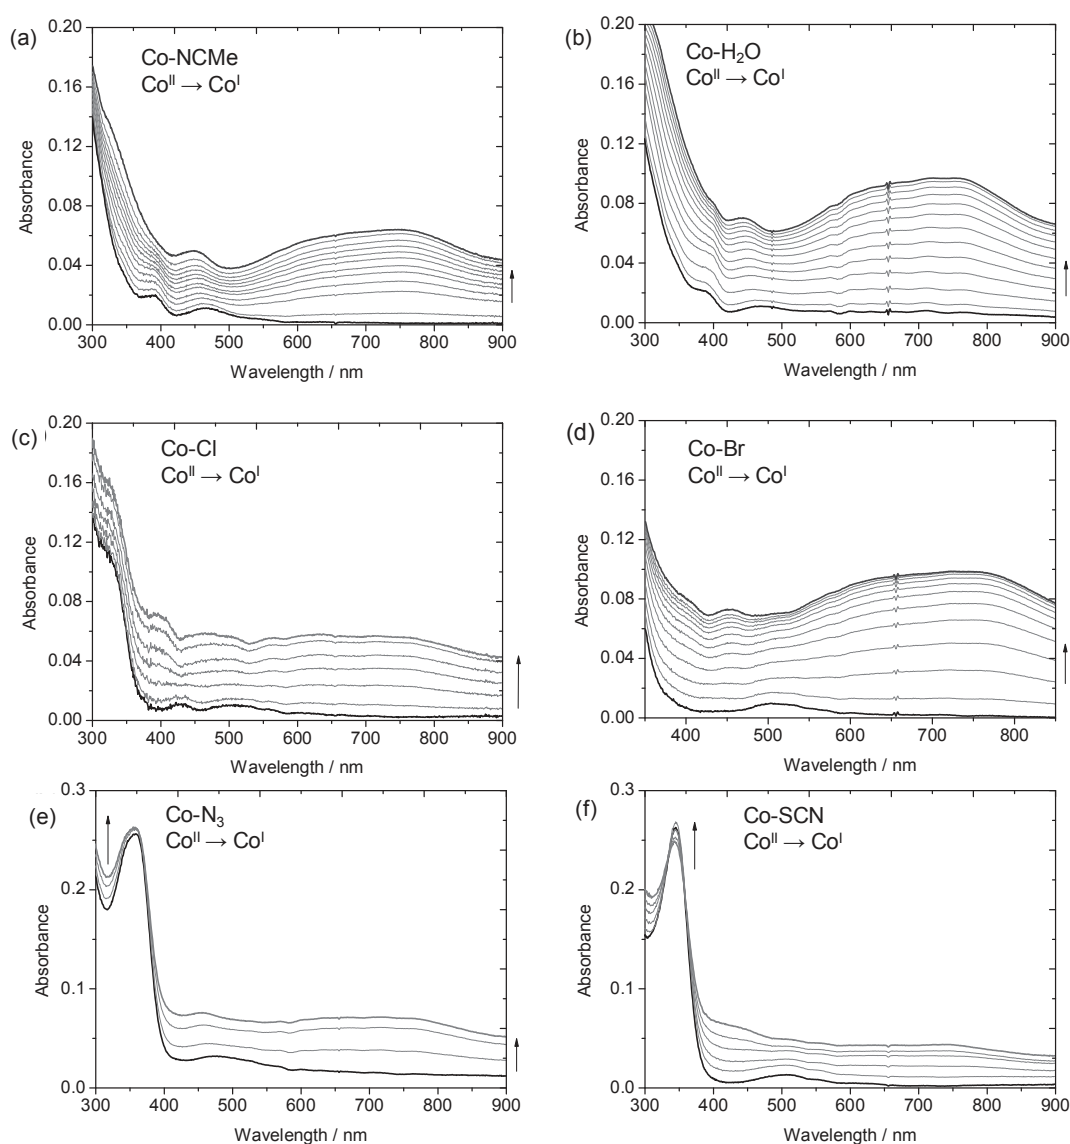 (a)
Co-NCMe
Co^II → Co^I
0.20
0.16
0.12
0.08
0.04
0.00
Absorbance
300 400 500 600 700 800 900
Wavelength / nm
(b)
Co-H₂O
Co^II → Co^I
0.20
0.16
0.12
0.08
0.04
0.00
Absorbance
300 400 500 600 700 800 900
Wavelength / nm
(c)
Co-Cl
Co^II → Co^I
0.20
0.16
0.12
0.08
0.04
0.00
Absorbance
300 400 500 600 700 800 900
Wavelength / nm
(d)
Co-Br
Co^II → Co^I
0.20
0.16
0.12
0.08
0.04
0.00
Absorbance
400 500 600 700 800
Wavelength / nm
(e)
Co-N₃
Co^II → Co^I
0.3
0.2
0.1
0.0
Absorbance
300 400 500 600 700 800 900
Wavelength / nm
(f)
Co-SCN
Co^II → Co^I
0.3
0.2
0.1
0.0
Absorbance
300 400 500 600 700 800 900
Wavelength / nm